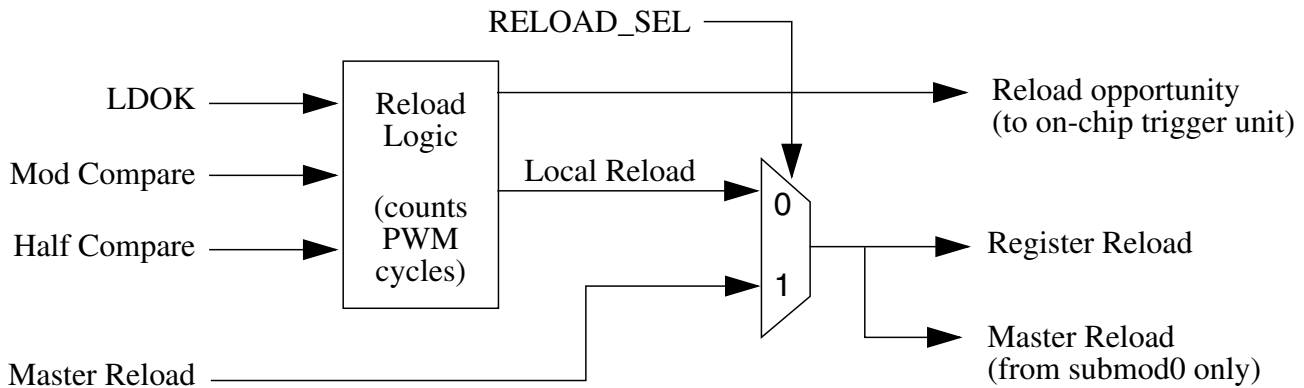 RELOAD_SEL
LDOK
Mod Compare
Half Compare
Master Reload
Reload
Logic
(counts
PWM
cycles)
Local Reload
0
1
Reload opportunity
(to on-chip trigger unit)
Register Reload
Master Reload
(from submod0 only)